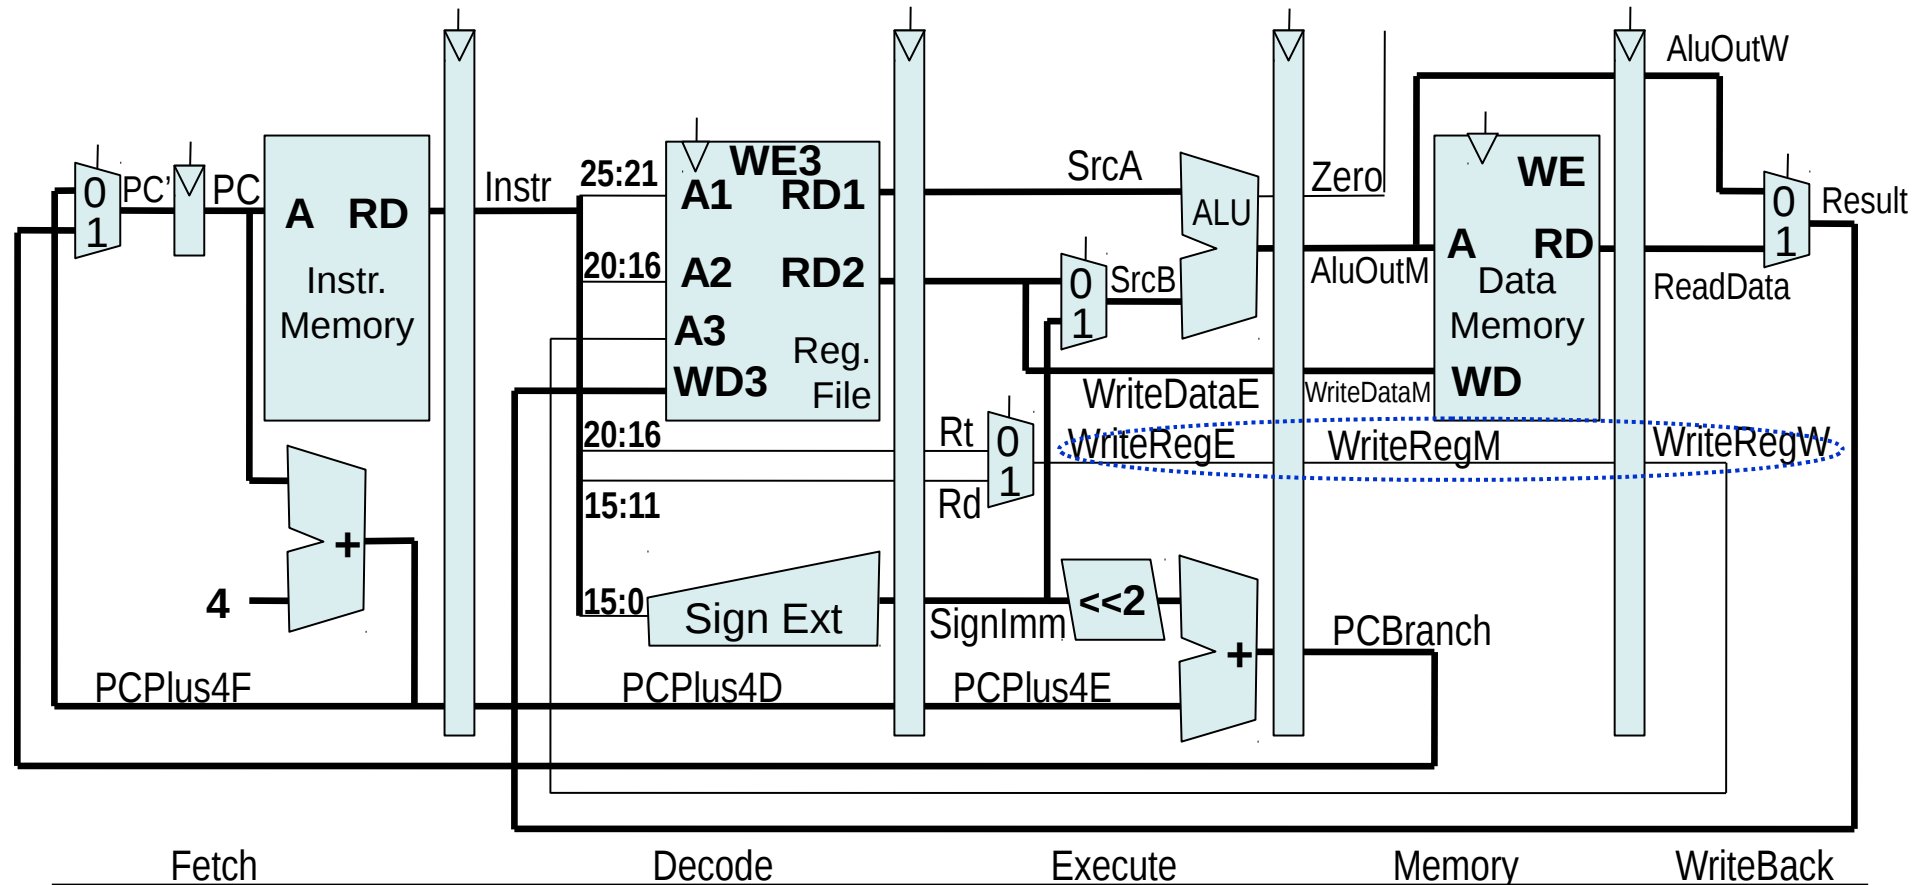 AluOutW
0
1
PC'
PC
A RD
Instr.
Memory
Instr
25:21
20:16
WE3
A1 RD1
A2 RD2
A3
WD3
Reg.
File
SrcA
0
1
SrcB
ALU
Zero
AluOutM
WE
A RD
Data
Memory
WD
0
1
Result
ReadData
WriteDataE
WriteDataM
20:16
15:11
Rt
Rd
0
1
WriteRegE
WriteRegM
WriteRegW
+
4
15:0
Sign Ext
SignImm
<<2
+
PCBranch
PCPlus4F
PCPlus4D
PCPlus4E
Fetch
Decode
Execute
Memory
WriteBack